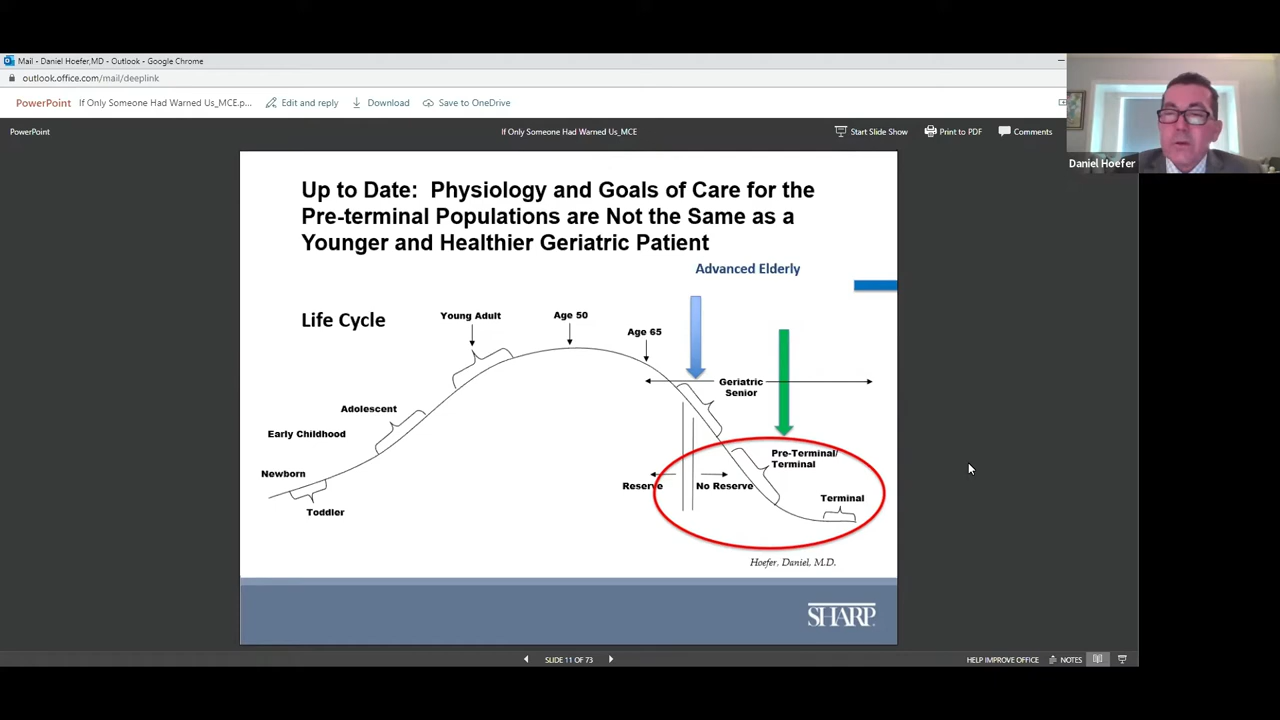 Mail - Daniel Hoefer,MD - Outlook - Google Chrome
outlook.office.com/mail/deeplink
PowerPoint If Only Someone Had Warned Us_MCE.p... Edit and reply Download Save to OneDrive
PowerPoint If Only Someone Had Warned Us_MCE Start Slide Show Print to PDF Comments
Daniel Hoefer
Up to Date: Physiology and Goals of Care for the
Pre-terminal Populations are Not the Same as a
Younger and Healthier Geriatric Patient
Advanced Elderly
Life Cycle
Young Adult
Age 50
Age 65
Geriatric
Senior
Adolescent
Early Childhood
Newborn
Toddler
Pre-Terminal/
Terminal
Reserve
No Reserve
Terminal
Hoefer, Daniel, M.D.
SHARP
SLIDE 11 OF 73 HELP IMPROVE OFFICE NOTES